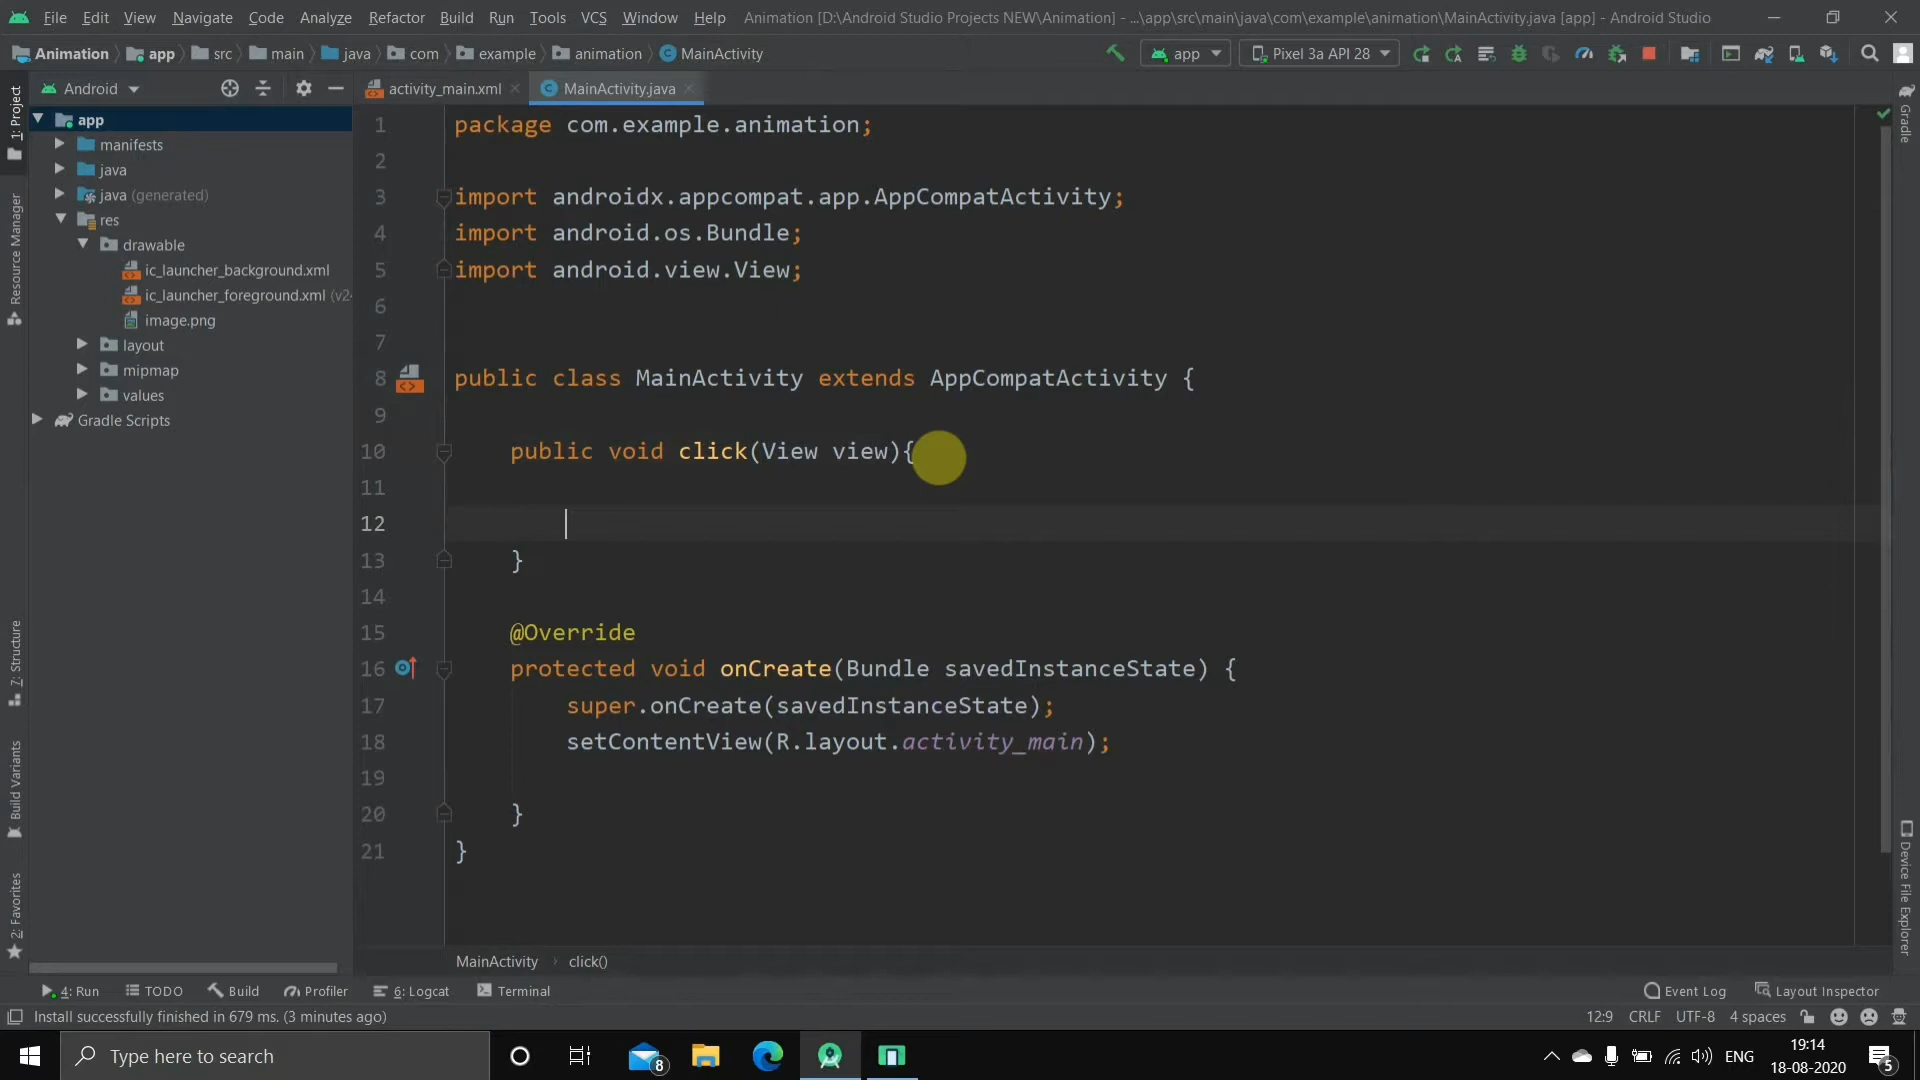 File Edit View Navigate Code Analyze Refactor Build Run Tools VCS Window Help Animation [D:\Android Studio Projects NEW\Animation] - ...\app\src\main\java\com\example\animation\MainActivity.java [app] - Android Studio
Animation app src main java com example animation MainActivity app Pixel 3a API 28
Android activity_main.xml MainActivity.java
1: Project
Resource Manager
7: Structure
Build Variants
2: Favorites
app
manifests
java
java (generated)
res
drawable
ic_launcher_background.xml
ic_launcher_foreground.xml (v2
image.png
layout
mipmap
values
Gradle Scripts
1 package com.example.animation;
2
3 import androidx.appcompat.app.AppCompatActivity;
4 import android.os.Bundle;
5 import android.view.View;
6
7
8 public class MainActivity extends AppCompatActivity {
9
10 public void click(View view){
11
12
13 }
14
15 @Override
16 protected void onCreate(Bundle savedInstanceState) {
17 super.onCreate(savedInstanceState);
18 setContentView(R.layout.activity_main);
19
20 }
21 }
Gradle
Device File Explorer
MainActivity click()
4: Run TODO Build Profiler 6: Logcat Terminal Event Log Layout Inspector
Install successfully finished in 679 ms. (3 minutes ago) 12:9 CRLF UTF-8 4 spaces
Type here to search 8 ENG 19:14
18-08-2020 5